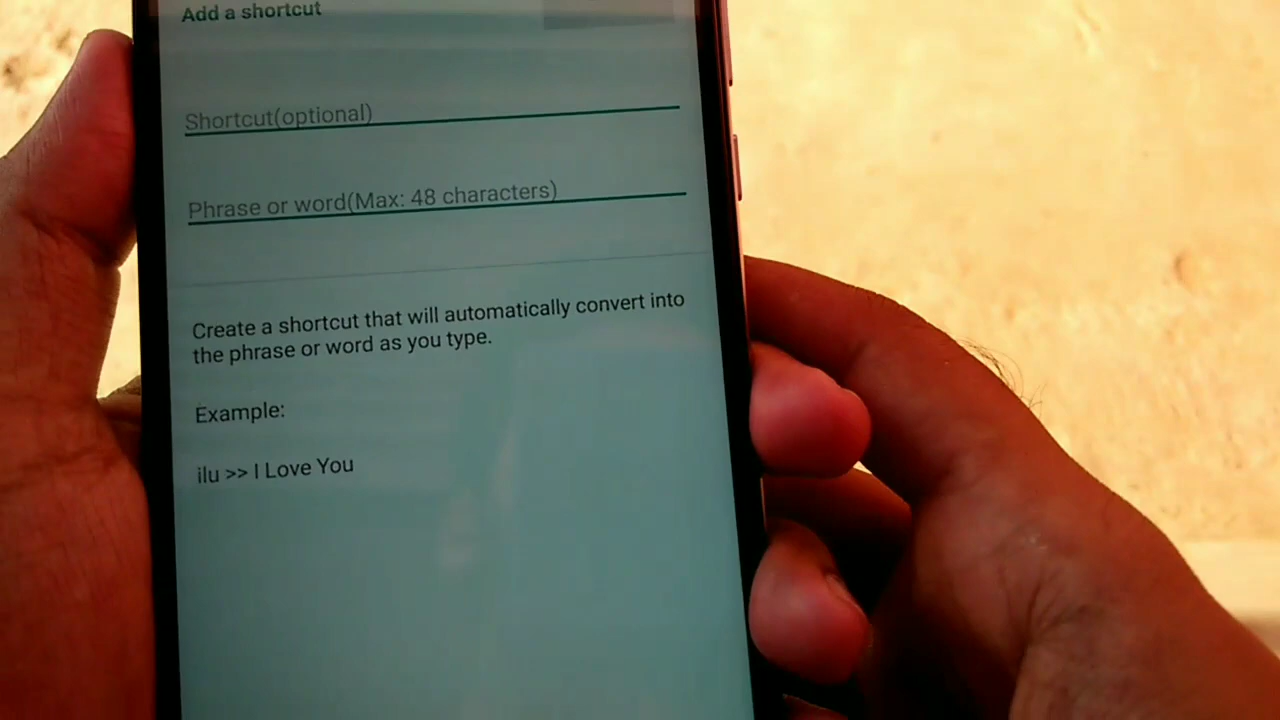 Add a shortcut
Shortcut(optional)
Phrase or word(Max: 48 characters)
Create a shortcut that will automatically convert into
the phrase or word as you type.
Example:
ilu >> I Love You